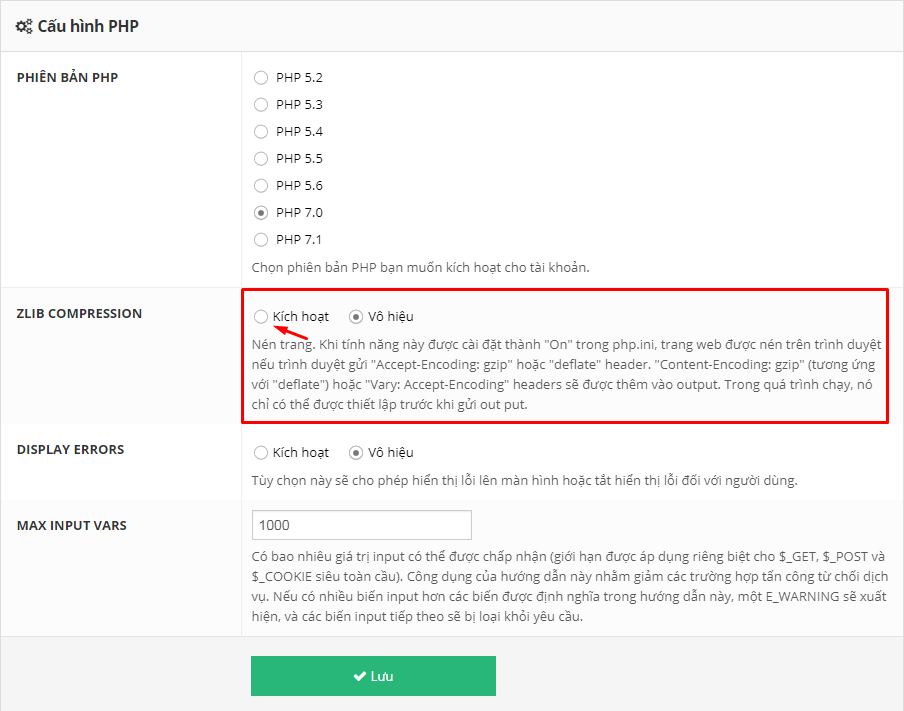 Cấu hình PHP
PHIÊN BẢN PHP
PHP 5.2
PHP 5.3
PHP 5.4
PHP 5.5
PHP 5.6
PHP 7.0
PHP 7.1
Chọn phiên bản PHP bạn muốn kích hoạt cho tài khoản.
ZLIB COMPRESSION
Kích hoạt Vô hiệu
Nén trang. Khi tính năng này được cài đặt thành "On" trong php.ini, trang web được nén trên trình duyệt
nếu trình duyệt gửi "Accept-Encoding: gzip" hoặc "deflate" header. "Content-Encoding: gzip" (tương ứng
với "deflate") hoặc "Vary: Accept-Encoding" headers sẽ được thêm vào output. Trong quá trình chạy, nó
chỉ có thể được thiết lập trước khi gửi out put.
DISPLAY ERRORS
Kích hoạt Vô hiệu
Tùy chọn này sẽ cho phép hiển thị lỗi lên màn hình hoặc tắt hiển thị lỗi đối với người dùng.
MAX INPUT VARS
1000
Có bao nhiêu giá trị input có thể được chấp nhận (giới hạn được áp dụng riêng biệt cho $_GET, $_POST và
$_COOKIE siêu toàn cầu). Công dụng của hướng dẫn này nhằm giảm các trường hợp tấn công từ chối dịch
vụ. Nếu có nhiều biến input hơn các biến được định nghĩa trong hướng dẫn này, một E_WARNING sẽ xuất
hiện, và các biến input tiếp theo sẽ bị loại khỏi yêu cầu.
Lưu